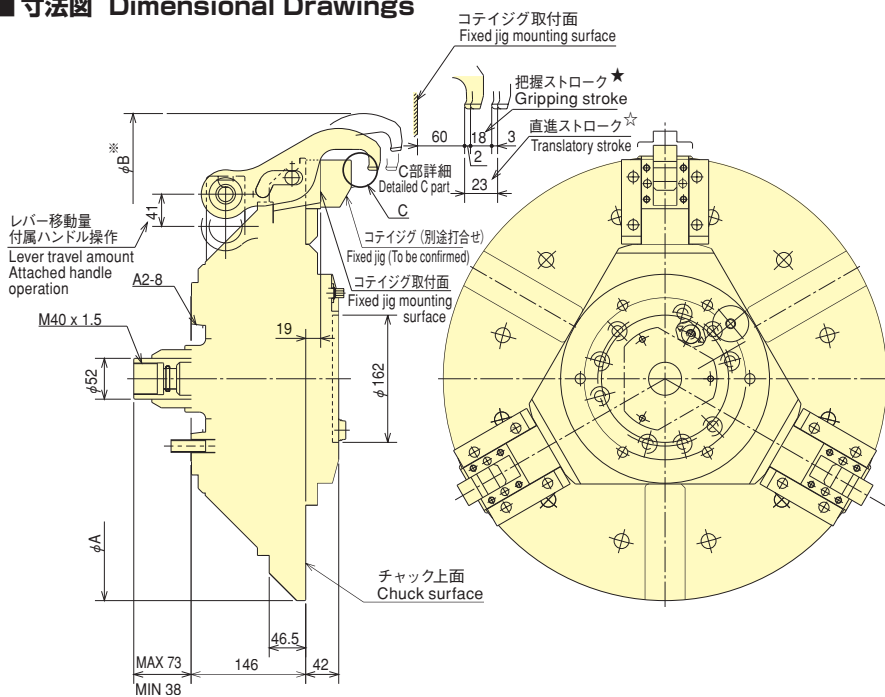 ■寸法図 Dimensional Drawings
コテイジグ取付面
Fixed jig mounting surface
把握ストローク★
Gripping stroke
直進ストローク☆
Translatory stroke
60
18
3
2
23
C部詳細
Detailed C part
C
φB※
41
レバー移動量
付属ハンドル操作
Lever travel amount
Attached handle
operation
コテイジグ(別途打合せ)
Fixed jig (To be confirmed)
コテイジグ取付面
Fixed jig mounting
surface
A2-8
M40 x 1.5
19
φ52
φ162
φA
チャック上面
Chuck surface
46.5
MAX 73
146
42
MIN 38